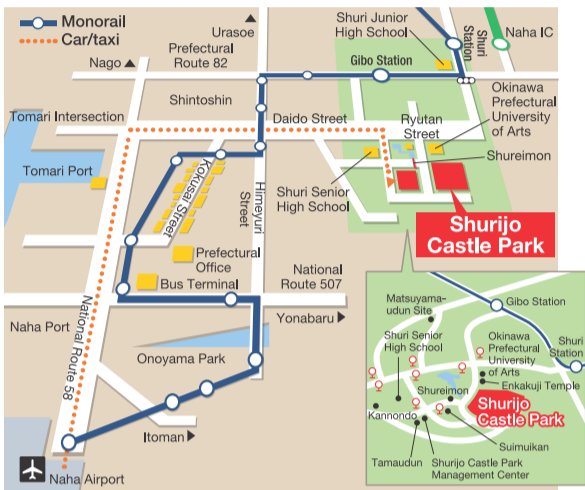 Monorail
Car/taxi
Urasoe
Shuri Junior
High School
Shuri
Station
Naha IC
Prefectural
Route 82
Gibo Station
Nago
Shintoshin
Okinawa
Prefectural
University
of Arts
Tomari Intersection
Daido Street
Ryutan
Street
Shureimon
Tomari Port
Kokusai Street
Himeyuri
Street
Shuri Senior
High School
Shurijo
Castle Park
Prefectural
Office
Bus Terminal
National
Route 507
Yonabaru
Naha Port
National Route 58
Onoyama Park
Itoman
Naha Airport
Matsuyama-
udun Site
Gibo Station
Shuri Senior
High School
Okinawa
Prefectural
University
of Arts
Shuri
Station
Enkakuji Temple
Shureimon
Shurijo
Castle Park
Kannondo
Suimuikan
Tamaudun
Shurijo Castle Park
Management Center